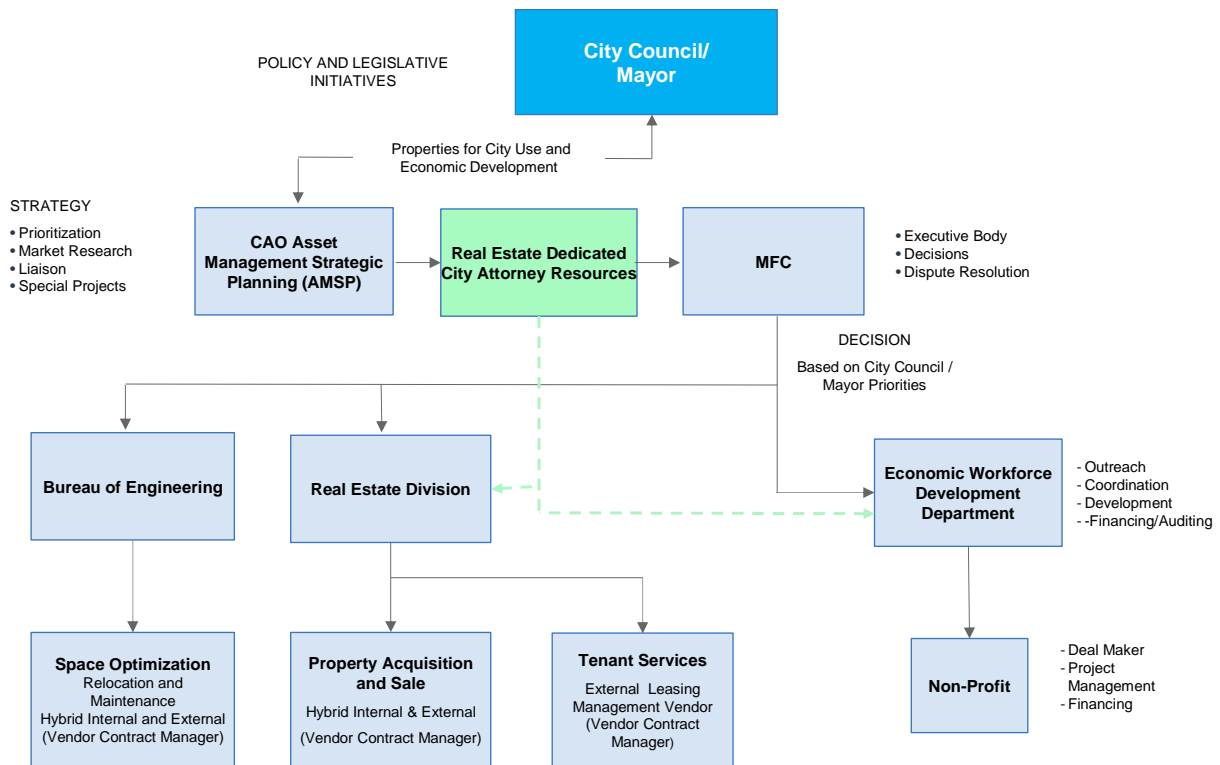 City Council/
Mayor
POLICY AND LEGISLATIVE
INITIATIVES
Properties for City Use and
Economic Development
STRATEGY
• Prioritization
• Market Research
• Liaison
• Special Projects
CAO Asset
Management Strategic
Planning (AMSP)
Real Estate Dedicated
City Attorney Resources
MFC
• Executive Body
• Decisions
• Dispute Resolution
DECISION
Based on City Council /
Mayor Priorities
Bureau of Engineering
Real Estate Division
Economic Workforce
Development
Department
- Outreach
- Coordination
- Development
- -Financing/Auditing
Space Optimization
Relocation and
Maintenance
Hybrid Internal and External
(Vendor Contract Manager)
Property Acquisition
and Sale
Hybrid Internal & External
(Vendor Contract Manager)
Tenant Services
External Leasing
Management Vendor
(Vendor Contract
Manager)
Non-Profit
- Deal Maker
- Project
Management
- Financing